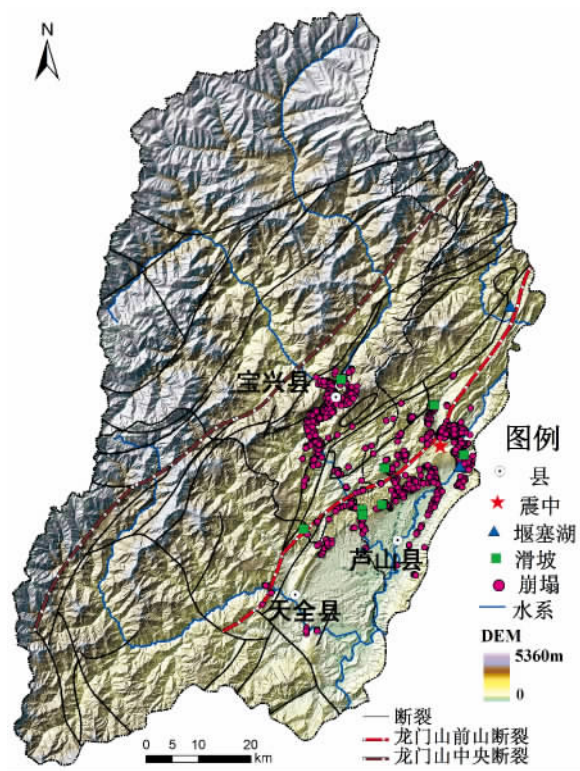 N
宝兴县
芦山县
天全县
图例
县
震中
堰塞湖
滑坡
崩塌
水系
DEM
5360m
0
断裂
龙门山前山断裂
龙门山中央断裂
0 5 10 20
km